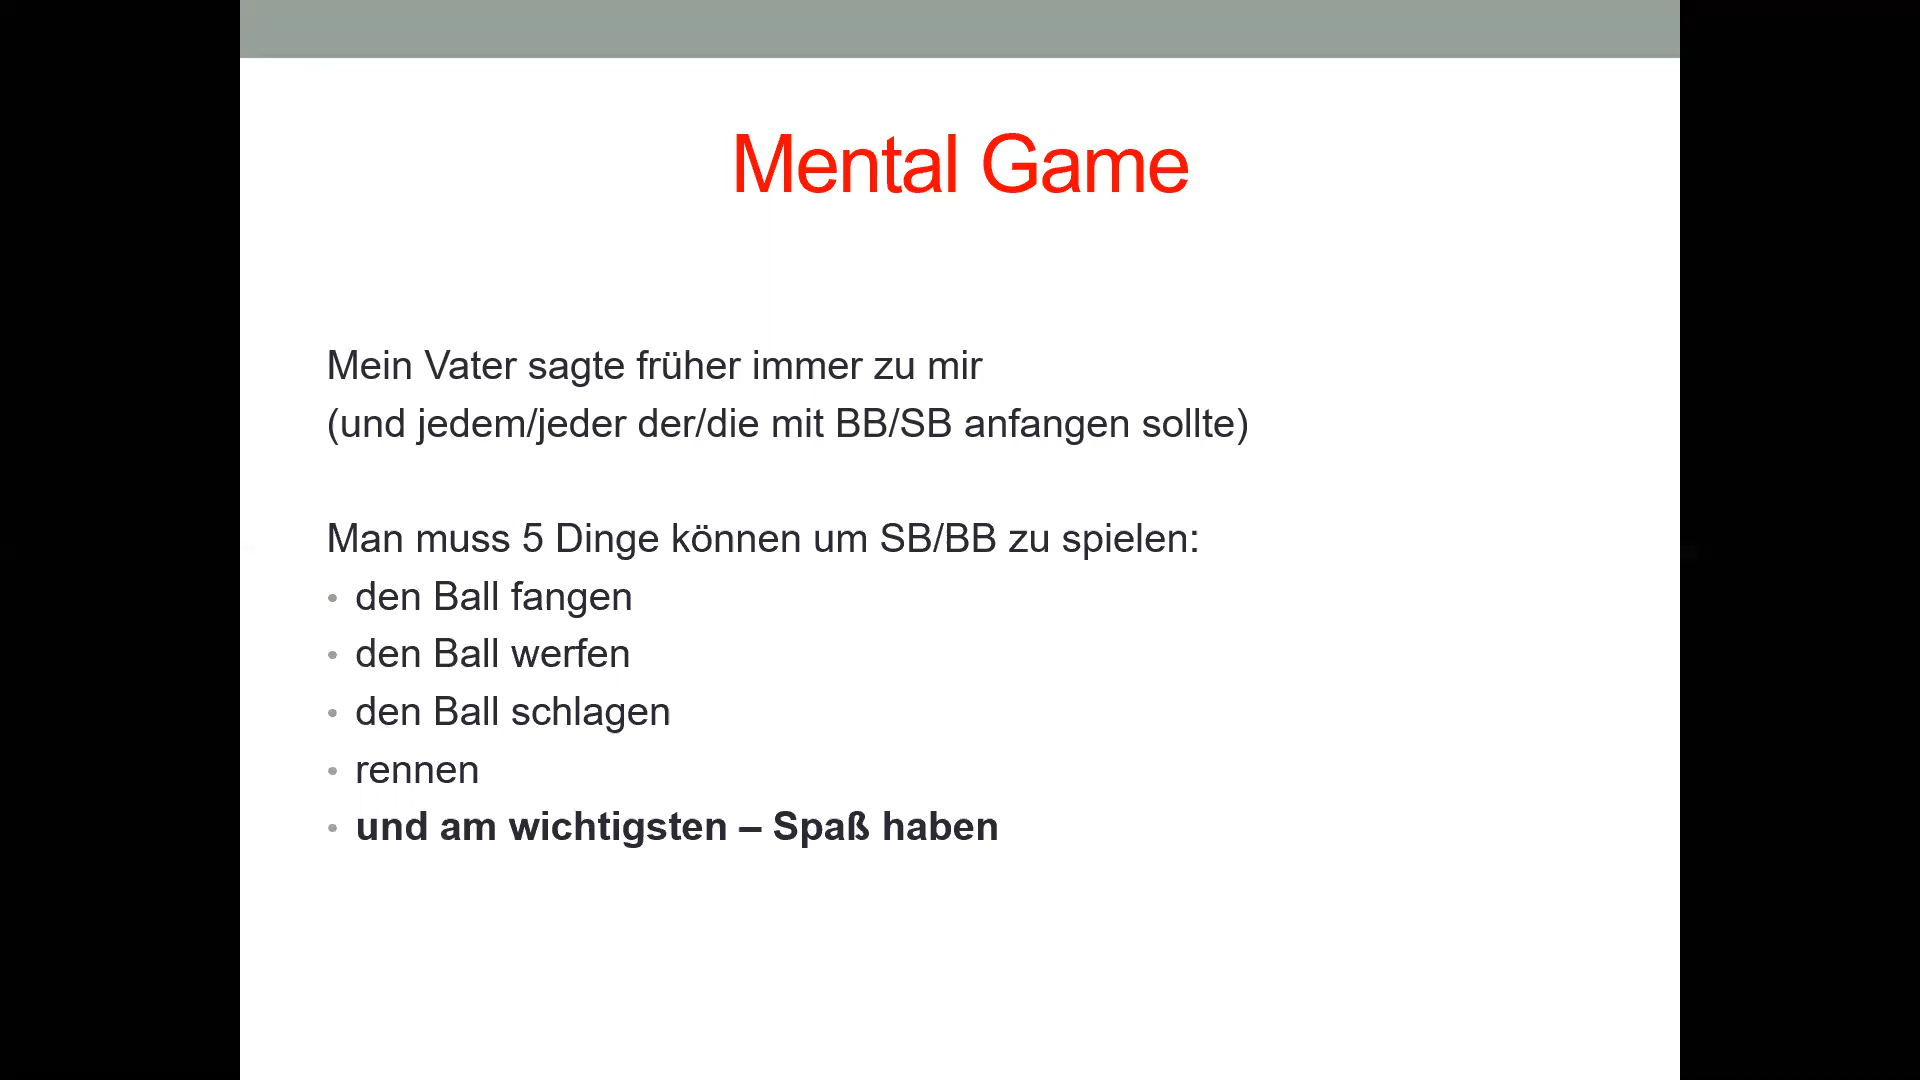 Mental Game
Mein Vater sagte früher immer zu mir
(und jedem/jeder der/die mit BB/SB anfangen sollte)
Man muss 5 Dinge können um SB/BB zu spielen:
• den Ball fangen
• den Ball werfen
• den Ball schlagen
• rennen
• und am wichtigsten – Spaß haben